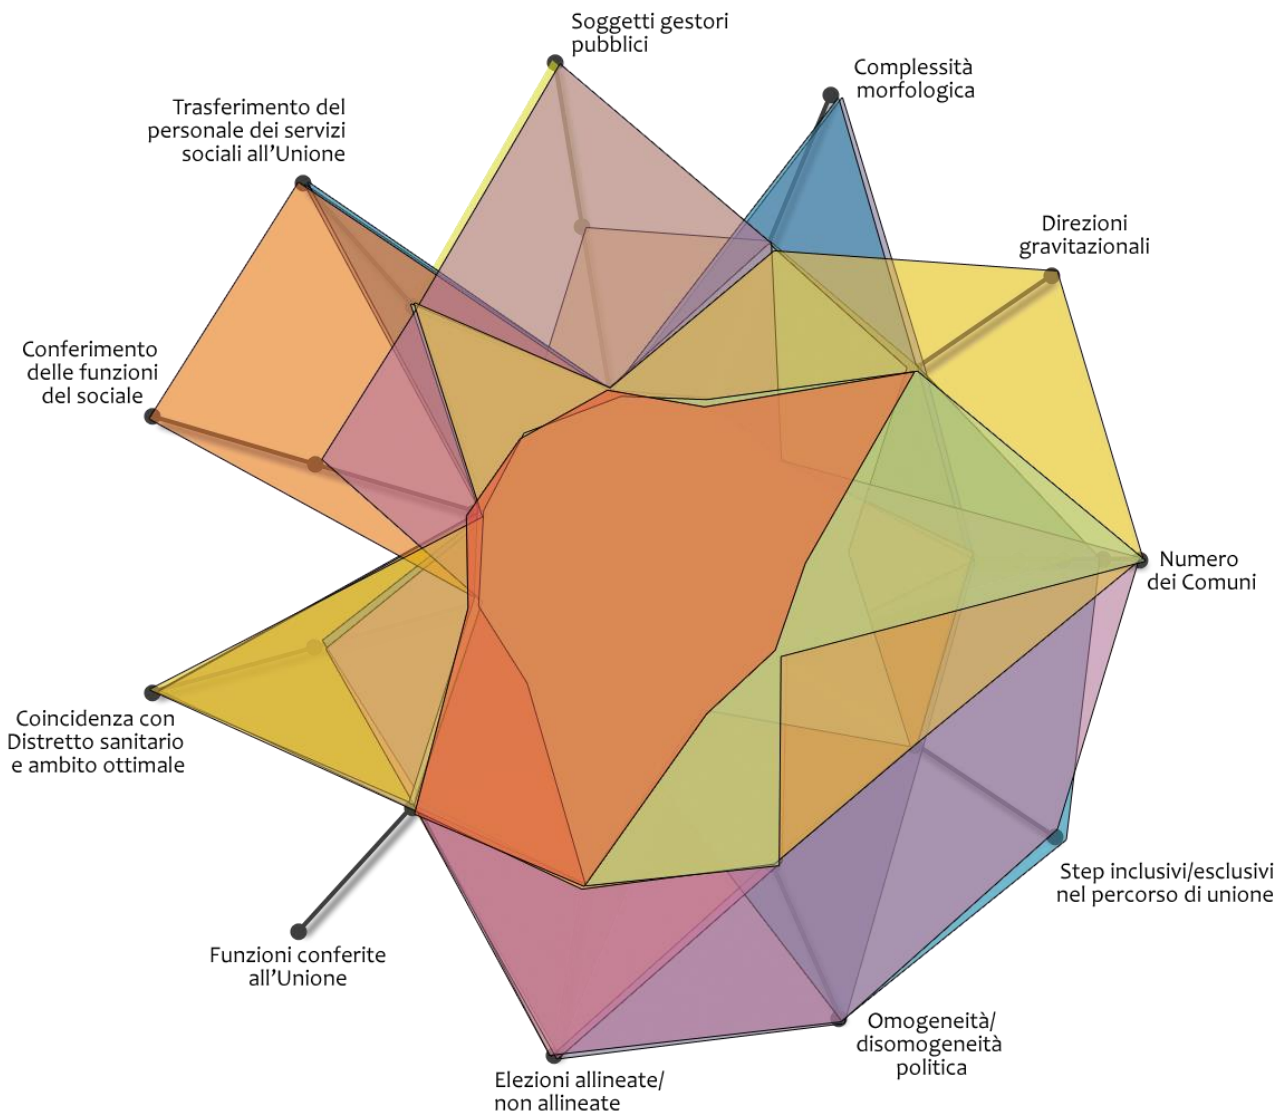 Soggetti gestori
pubblici
Complessità
morfologica
Trasferimento del
personale dei servizi
sociali all’Unione
Direzioni
gravitazionali
Conferimento
delle funzioni
del sociale
Numero
dei Comuni
Coincidenza con
Distretto sanitario
e ambito ottimale
Step inclusivi/esclusivi
nel percorso di unione
Funzioni conferite
all’Unione
Omogeneità/
disomogeneità
politica
Elezioni allineate/
non allineate